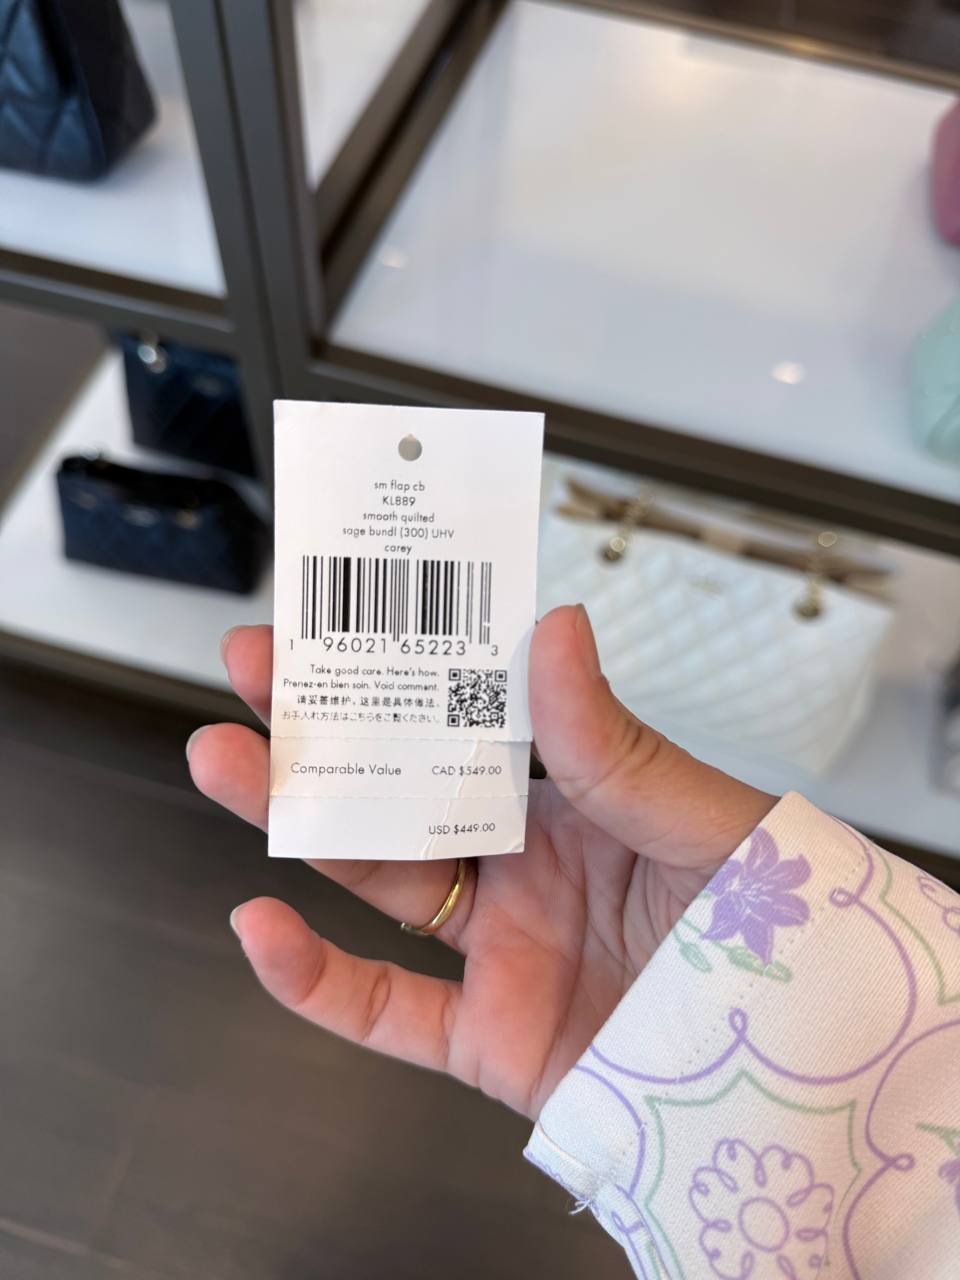 sm flap cb
KL889
smooth quilted
sage bundl (300) UHV
carey
1 96021 65223 3
Take good care. Here's how.
Prenez-en bien soin. Voici comment.
请妥善维护。这里是具体做法。
お手入れ方法はこちらをご覧ください。
Comparable Value CAD $549.00
USD $449.00